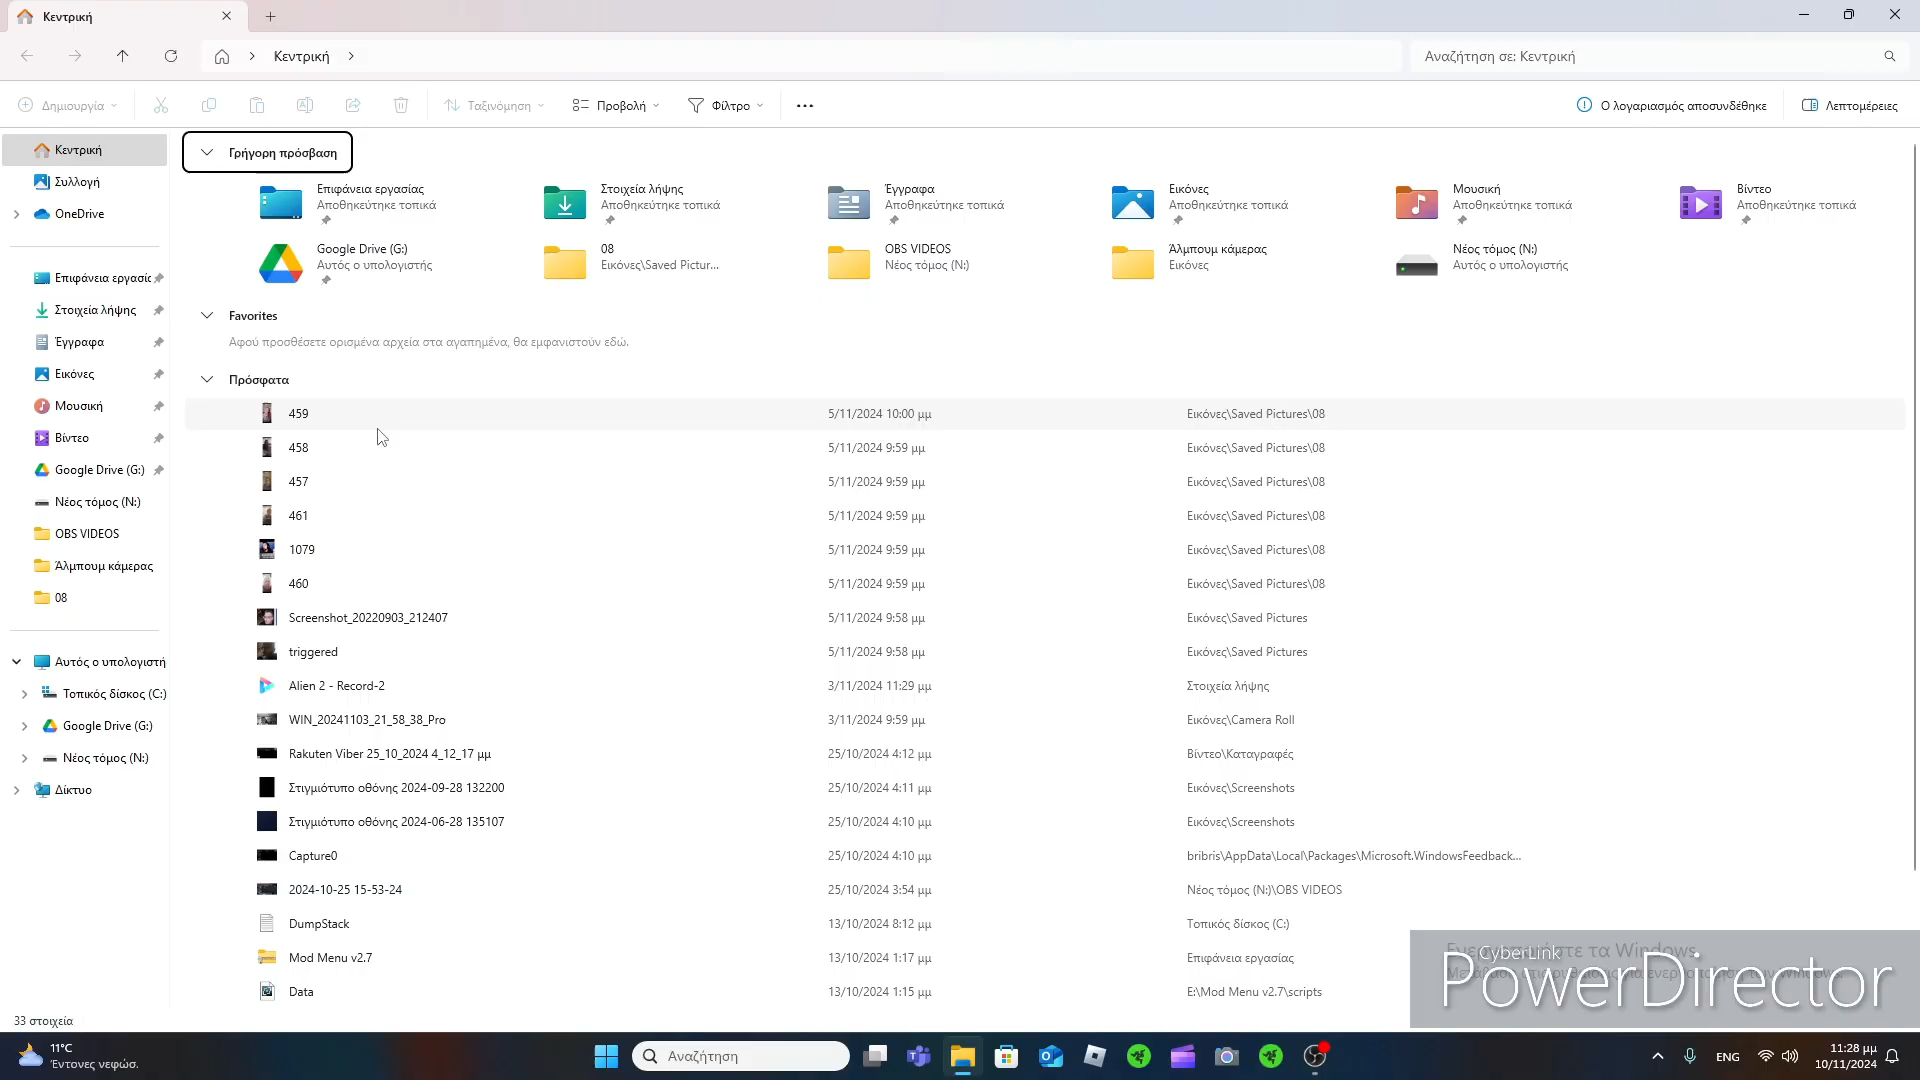 Κεντρική
Κεντρική
Αναζήτηση σε: Κεντρική
Δημιουργία
Ταξινόμηση
Προβολή
Φίλτρο
Ο λογαριασμός αποσυνδέθηκε
Λεπτομέρειες
Κεντρική
Συλλογή
OneDrive
Επιφάνεια εργασίας
Στοιχεία λήψης
Έγγραφα
Εικόνες
Μουσική
Βίντεο
Google Drive (G:)
Νέος τόμος (N:)
OBS VIDEOS
Άλμπουμ κάμερας
08
Αυτός ο υπολογιστή
Τοπικός δίσκος (C:)
Google Drive (G:)
Νέος τόμος (N:)
Δίκτυο
Γρήγορη πρόσβαση
Επιφάνεια εργασίας
Αποθηκεύτηκε τοπικά
Στοιχεία λήψης
Αποθηκεύτηκε τοπικά
Έγγραφα
Αποθηκεύτηκε τοπικά
Εικόνες
Αποθηκεύτηκε τοπικά
Μουσική
Αποθηκεύτηκε τοπικά
Βίντεο
Αποθηκεύτηκε τοπικά
Google Drive (G:)
Αυτός ο υπολογιστής
08
Εικόνες\Saved Pictur...
OBS VIDEOS
Νέος τόμος (N:)
Άλμπουμ κάμερας
Εικόνες
Νέος τόμος (N:)
Αυτός ο υπολογιστής
Favorites
Αφού προσθέσετε ορισμένα αρχεία στα αγαπημένα, θα εμφανιστούν εδώ.
Πρόσφατα
459 5/11/2024 10:00 μμ Εικόνες\Saved Pictures\08
458 5/11/2024 9:59 μμ Εικόνες\Saved Pictures\08
457 5/11/2024 9:59 μμ Εικόνες\Saved Pictures\08
461 5/11/2024 9:59 μμ Εικόνες\Saved Pictures\08
1079 5/11/2024 9:59 μμ Εικόνες\Saved Pictures\08
460 5/11/2024 9:59 μμ Εικόνες\Saved Pictures\08
Screenshot_20220903_212407 5/11/2024 9:58 μμ Εικόνες\Saved Pictures
triggered 5/11/2024 9:58 μμ Εικόνες\Saved Pictures
Alien 2 - Record-2 3/11/2024 11:29 μμ Στοιχεία λήψης
WIN_20241103_21_58_38_Pro 3/11/2024 9:59 μμ Εικόνες\Camera Roll
Rakuten Viber 25_10_2024 4_12_17 μμ 25/10/2024 4:12 μμ Βίντεο\Καταγραφές
Στιγμιότυπο οθόνης 2024-09-28 132200 25/10/2024 4:11 μμ Εικόνες\Screenshots
Στιγμιότυπο οθόνης 2024-06-28 135107 25/10/2024 4:10 μμ Εικόνες\Screenshots
Capture0 25/10/2024 4:10 μμ bribris\AppData\Local\Packages\Microsoft.WindowsFeedback...
2024-10-25 15-53-24 25/10/2024 3:54 μμ Νέος τόμος (N:)\OBS VIDEOS
DumpStack 13/10/2024 8:12 μμ Τοπικός δίσκος (C:)
Mod Menu v2.7 13/10/2024 1:17 μμ Επιφάνεια εργασίας
Data 13/10/2024 1:15 μμ E:\Mod Menu v2.7\scripts
τα Windows
CyberLink
PowerDirector
33 στοιχεία
11°C
Έντονες νεφώσ.
Αναζήτηση
ENG
11:28 μμ
10/11/2024